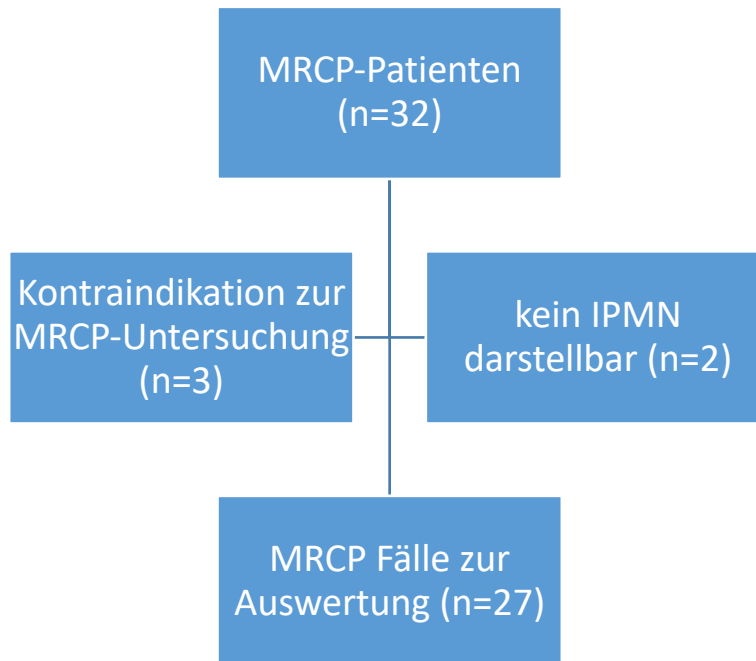 MRCP-Patienten
(n=32)
Kontraindikation zur
MRCP-Untersuchung
(n=3)
kein IPMN
darstellbar (n=2)
MRCP Fälle zur
Auswertung (n=27)